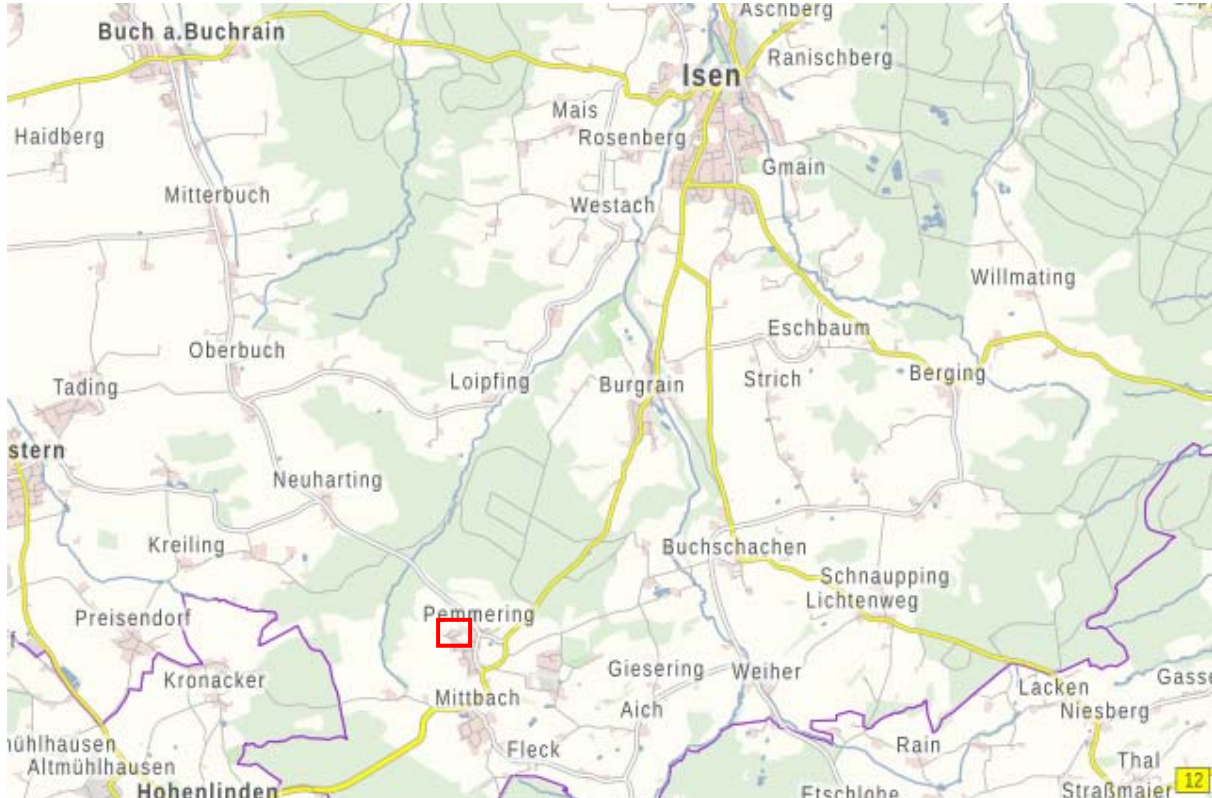 Aschberg
Buch a.Buchrain
Ranischberg
Isen
Mais
Haidberg
Rosenberg
Gmain
Mitterbuch
Westach
Willmating
Eschbaum
Oberbuch
Tading
Loipfing
Burgrain
Strich
Berging
stern
Neuharting
Kreiling
Buchschachen
Schnaupping
Lichtenweg
Preisendorf
Pemmering
Kronacker
Giesering
Weiher
Lacken
Gasse
Mittbach
Aich
Niesberg
ühlhausen
Fleck
Rain
Altmühlhausen
Thal
Hohenlinden
Etschlohe
Straßmaier
12